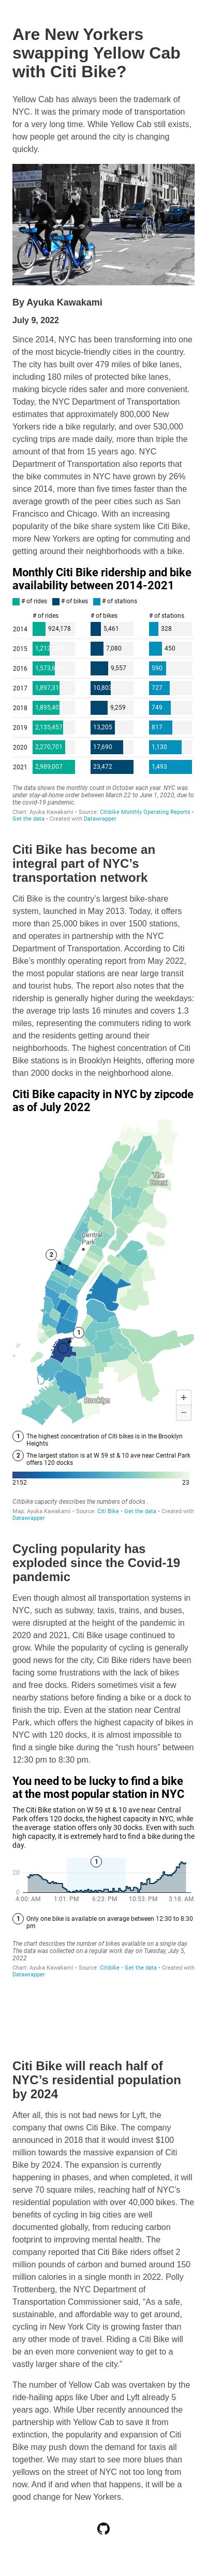 Are New Yorkers
swapping Yellow Cab
with Citi Bike?
Yellow Cab has always been the trademark of
NYC. It was the primary mode of transportation
for a very long time. While Yellow Cab still exists,
how people get around the city is changing
quickly.
By Ayuka Kawakami
July 9, 2022
Since 2014, NYC has been transforming into one
of the most bicycle-friendly cities in the country.
The city has built over 479 miles of bike lanes,
including 180 miles of protected bike lanes,
making bicycle rides safer and more convenient.
Today, the NYC Department of Transportation
estimates that approximately 800,000 New
Yorkers ride a bike regularly, and over 530,000
cycling trips are made daily, more than triple the
amount of that from 15 years ago. NYC
Department of Transportation also reports that
the bike commutes in NYC have grown by 26%
since 2014, more than five times faster than the
average growth of the peer cities such as San
Francisco and Chicago. With an increasing
popularity of the bike share system like Citi Bike,
more New Yorkers are opting for commuting and
getting around their neighborhoods with a bike.
Monthly Citi Bike ridership and bike
availability between 2014-2021
# of rides # of bikes # of stations
# of rides # of bikes # of stations
2014 924,178 5,461 328
2015 7,080 450
2016 1,573,6 9,557 590
2017 1,897,31 10,803 727
2018 1,895,40 9,259 749
2019 2,135,457 13,205 817
2020 2,270,701 17,690 1,130
2021 2,989,007 23,472 1,493
The data shows the monthly count in October each year. NYC was
under stay-at-home order between March 22 to June 1, 2020, due to
the covid-19 pandemic.
Chart: Ayuka Kawakami • Source: Citibike Monthly Operating Reports •
Get the data • Created with Datawrapper
Citi Bike has become an
integral part of NYC's
transportation network
Citi Bike is the country's largest bike-share
system, launched in May 2013. Today, it offers
more than 25,000 bikes in over 1500 stations,
and operates in partnership with the NYC
Department of Transportation. According to Citi
Bike's monthly operating report from May 2022,
the most popular stations are near large transit
and tourist hubs. The report also notes that the
ridership is generally higher during the weekdays:
the average trip lasts 16 minutes and covers 1.3
miles, representing the commuters riding to work
and the residents getting around their
neighborhoods. The highest concentration of Citi
Bike stations is in Brooklyn Heights, offering more
than 2000 docks in the neighborhood alone.
Citi Bike capacity in NYC by zipcode
as of July 2022
The
Bronx
Central
Park
2
1
Brooklyn
+
−
1 The highest concentration of Citi bikes is in the Brooklyn
Heights
2 The largest station is at W 59 st & 10 ave near Central Park
offers 120 docks
2152 23
Citibike capacity describes the numbers of docks .
Map: Ayuka Kawakami • Source: Citi Bike • Get the data • Created with
Datawrapper
Cycling popularity has
exploded since the Covid-19
pandemic
Even though almost all transportation systems in
NYC, such as subway, taxis, trains, and buses,
were disrupted at the height of the pandemic in
2020 and 2021, Citi Bike usage continued to
grow. While the popularity of cycling is generally
good news for the city, Citi Bike riders have been
facing some frustrations with the lack of bikes
and free docks. Riders sometimes visit a few
nearby stations before finding a bike or a dock to
finish the trip. Even at the station near Central
Park, which offers the highest capacity of bikes in
NYC with 120 docks, it is almost impossible to
find a single bike during the "rush hours" between
12:30 pm to 8:30 pm.
You need to be lucky to find a bike
at the most popular station in NYC
The Citi Bike station on W 59 st & 10 ave near Central
Park offers 120 docks, the highest capacity in NYC, while
the average station offers only 30 docks. Even with such
high capacity, it is extremely hard to find a bike during the
day.
1
20
0
4:00 AM 1:01: PM 6:23: PM 10:53: PM 3:18 AM
1 Only one bike is available on average between 12:30 to 8:30
pm
The chart describes the number of bikes available on a single day.
The data was collected on a regular work day on Tuesday, July 5,
2022
Chart: Ayuka Kawakami • Source: Citibike • Get the data • Created with
Datawrapper
Citi Bike will reach half of
NYC's residential population
by 2024
After all, this is not bad news for Lyft, the
company that owns Citi Bike. The company
announced in 2018 that it would invest $100
million towards the massive expansion of Citi
Bike by 2024. The expansion is currently
happening in phases, and when completed, it will
serve 70 square miles, reaching half of NYC's
residential population with over 40,000 bikes. The
benefits of cycling in big cities are well
documented globally, from reducing carbon
footprint to improving mental health. The
company reported that Citi Bike riders offset 2
million pounds of carbon and burned around 150
million calories in a single month in 2022. Polly
Trottenberg, the NYC Department of
Transportation Commissioner said, "As a safe,
sustainable, and affordable way to get around,
cycling in New York City is growing faster than
any other mode of travel. Riding a Citi Bike will
be an even more convenient way to get to a
vastly larger share of the city."
The number of Yellow Cab was overtaken by the
ride-hailing apps like Uber and Lyft already 5
years ago. While Uber recently announced the
partnership with Yellow Cab to save it from
extinction, the popularity and expansion of Citi
Bike may push down the demand for taxis all
together. We may start to see more blues than
yellows on the street of NYC not too long from
now. And if and when that happens, it will be a
good change for New Yorkers.